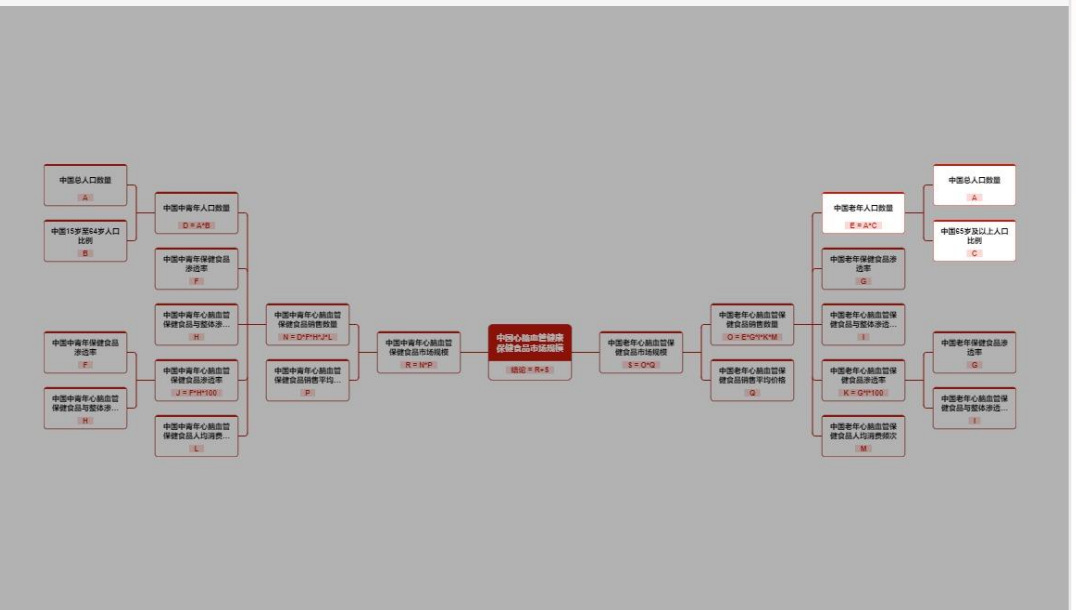 中国总人口数量
A
中国15岁至64岁人口
比例
B
中国中青年保健食品
渗透率
F
中国中青年心脑血管
保健食品与整体渗...
H
中国中青年人口数量
D = A*B
中国中青年保健食品
渗透率
F
中国中青年心脑血管
保健食品与整体渗...
H
中国中青年心脑血管
保健食品渗透率
J = F*H*100
中国中青年心脑血管
保健食品人均消费...
L
中国中青年心脑血管
保健食品销售数量
N = D*F*H*J*L
中国中青年心脑血管
保健食品销售平均...
P
中国中青年心脑血管
保健食品市场规模
R = N*P
中国心脑血管健康
保健食品市场规模
结论 = R+S
中国老年心脑血管保
健食品市场规模
S = O*Q
中国老年心脑血管保
健食品销售数量
O = E*G*I*K*M
中国老年心脑血管保
健食品销售平均价格
Q
中国老年人口数量
E = A*C
中国老年保健食品渗
透率
G
中国老年心脑血管保
健食品与整体渗透...
I
中国老年心脑血管保
健食品渗透率
K = G*I*100
中国老年心脑血管保
健食品人均消费频次
M
中国总人口数量
A
中国65岁及以上人口
比例
C
中国老年保健食品渗
透率
G
中国老年心脑血管保
健食品与整体渗透...
I